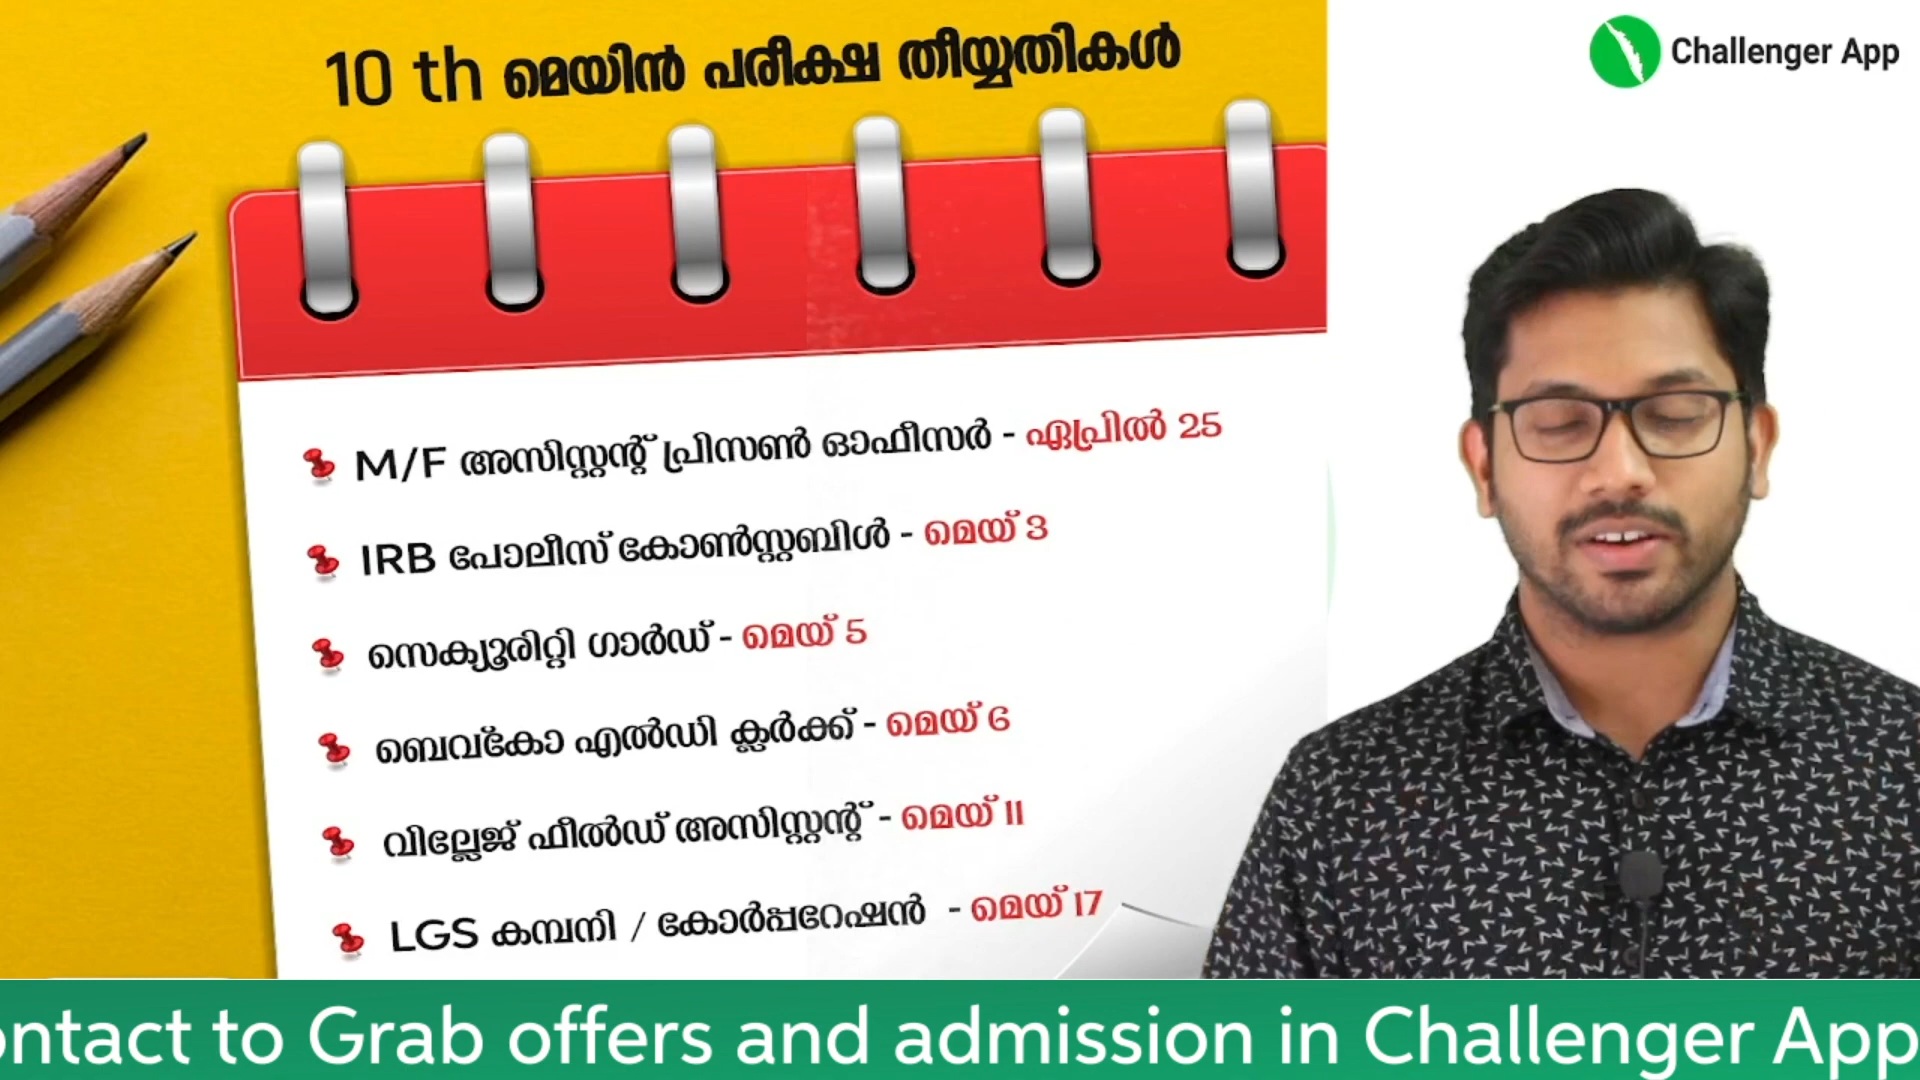 10 th മെയിൻ പരീക്ഷ തീയ്യതികൾ
Challenger App
M/F അസിസ്റ്റന്റ് പ്രിസൺ ഓഫീസർ - ഏപ്രിൽ 25
IRB പോലീസ് കോൺസ്റ്റബിൾ - മെയ് 3
സെക്യൂരിറ്റി ഗാർഡ് - മെയ് 5
ബെവ്കോ എൽഡി ക്ലർക്ക് - മെയ് 6
വില്ലേജ് ഫീൽഡ് അസിസ്റ്റന്റ് - മെയ് 11
LGS കമ്പനി / കോർപ്പറേഷൻ - മെയ് 17
ontact to Grab offers and admission in Challenger App